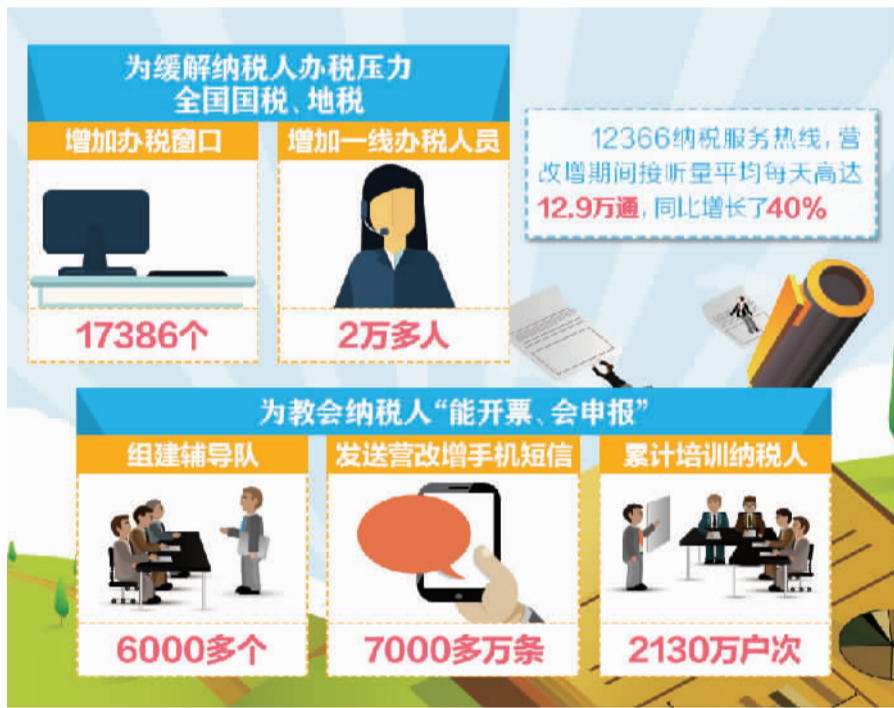 为缓解纳税人办税压力
全国国税、地税
增加办税窗口
增加一线办税人员
17386个
2万多人
12366纳税服务热线，营
改增期间接听量平均每天高达
12.9万通，同比增长了40%
为教会纳税人“能开票、会申报”
组建辅导队
发送营改增手机短信
累计培训纳税人
6000多个
7000多万条
2130万户次